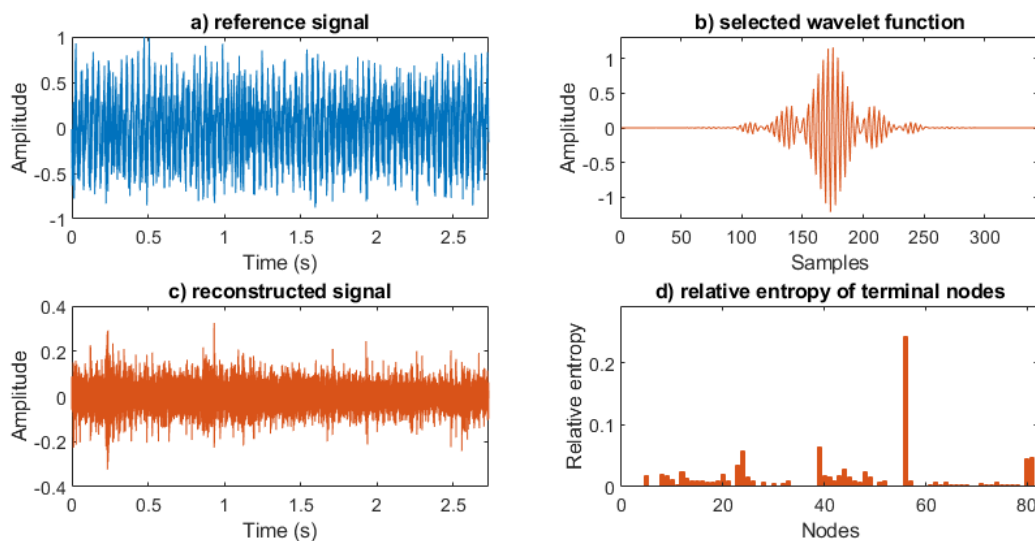 a) reference signal
1
0.5
0
-0.5
-1
Amplitude
0 0.5 1 1.5 2 2.5
Time (s)
b) selected wavelet function
1
0.5
0
-0.5
-1
Amplitude
0 50 100 150 200 250 300
Samples
c) reconstructed signal
0.4
0.2
0
-0.2
-0.4
Amplitude
0 0.5 1 1.5 2 2.5
Time (s)
d) relative entropy of terminal nodes
0.2
0.1
0
Relative entropy
0 20 40 60 80
Nodes